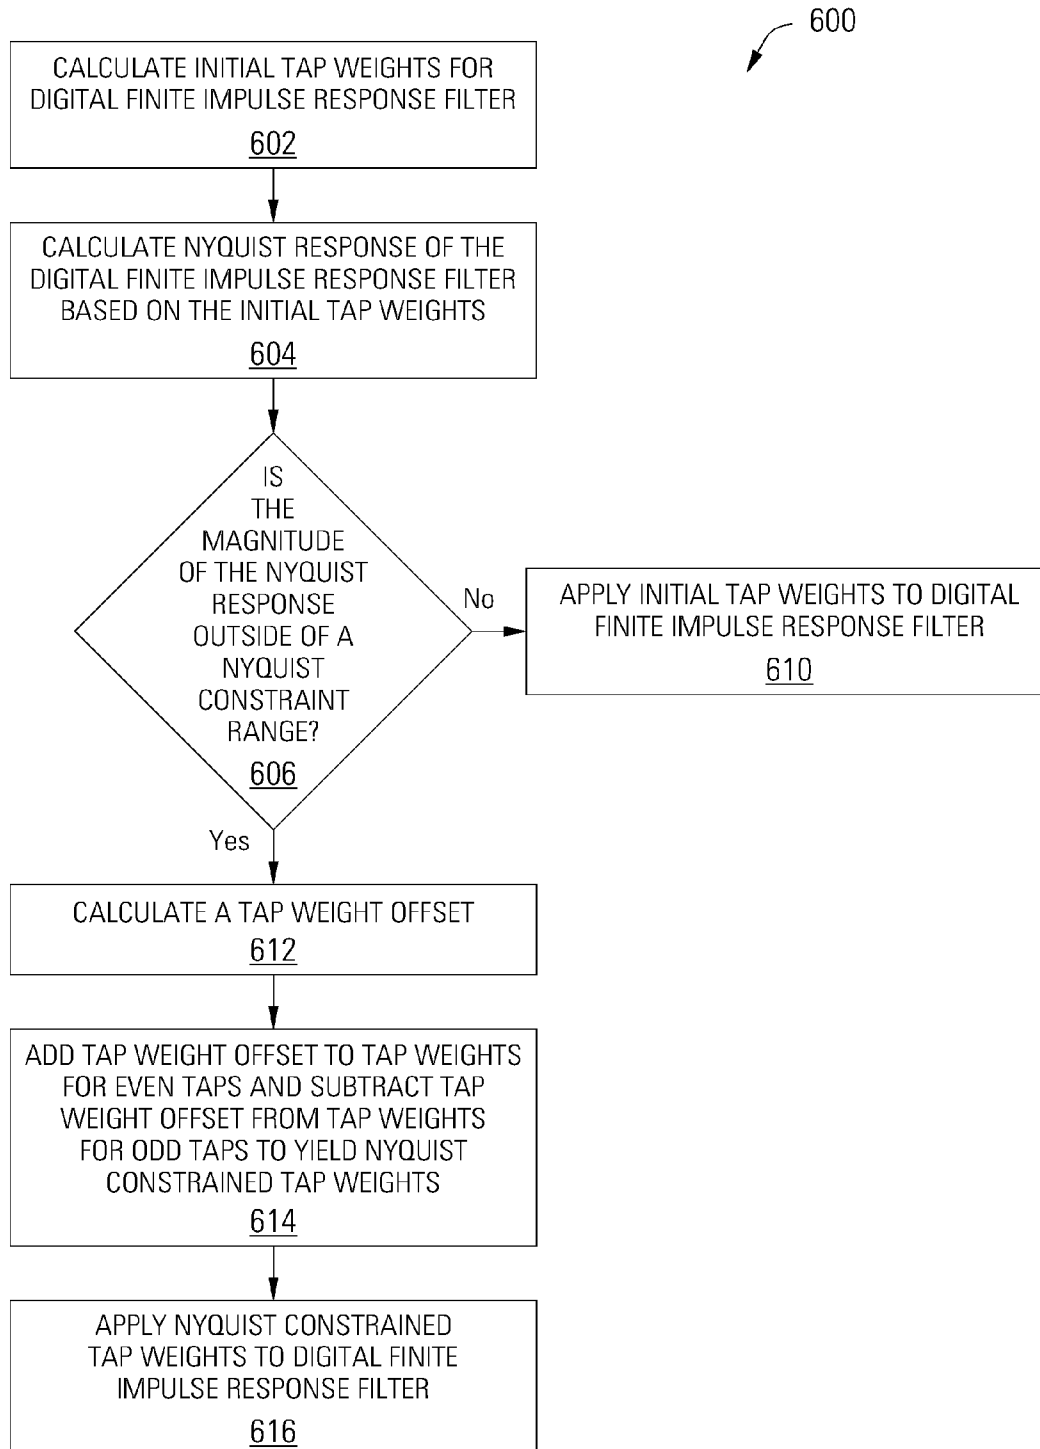 600
CALCULATE INITIAL TAP WEIGHTS FOR
DIGITAL FINITE IMPULSE RESPONSE FILTER
602
CALCULATE NYQUIST RESPONSE OF THE
DIGITAL FINITE IMPULSE RESPONSE FILTER
BASED ON THE INITIAL TAP WEIGHTS
604
IS
THE
MAGNITUDE
OF THE NYQUIST
RESPONSE
OUTSIDE OF A
NYQUIST
CONSTRAINT
RANGE?
606
No
APPLY INITIAL TAP WEIGHTS TO DIGITAL
FINITE IMPULSE RESPONSE FILTER
610
Yes
CALCULATE A TAP WEIGHT OFFSET
612
ADD TAP WEIGHT OFFSET TO TAP WEIGHTS
FOR EVEN TAPS AND SUBTRACT TAP
WEIGHT OFFSET FROM TAP WEIGHTS
FOR ODD TAPS TO YIELD NYQUIST
CONSTRAINED TAP WEIGHTS
614
APPLY NYQUIST CONSTRAINED
TAP WEIGHTS TO DIGITAL FINITE
IMPULSE RESPONSE FILTER
616